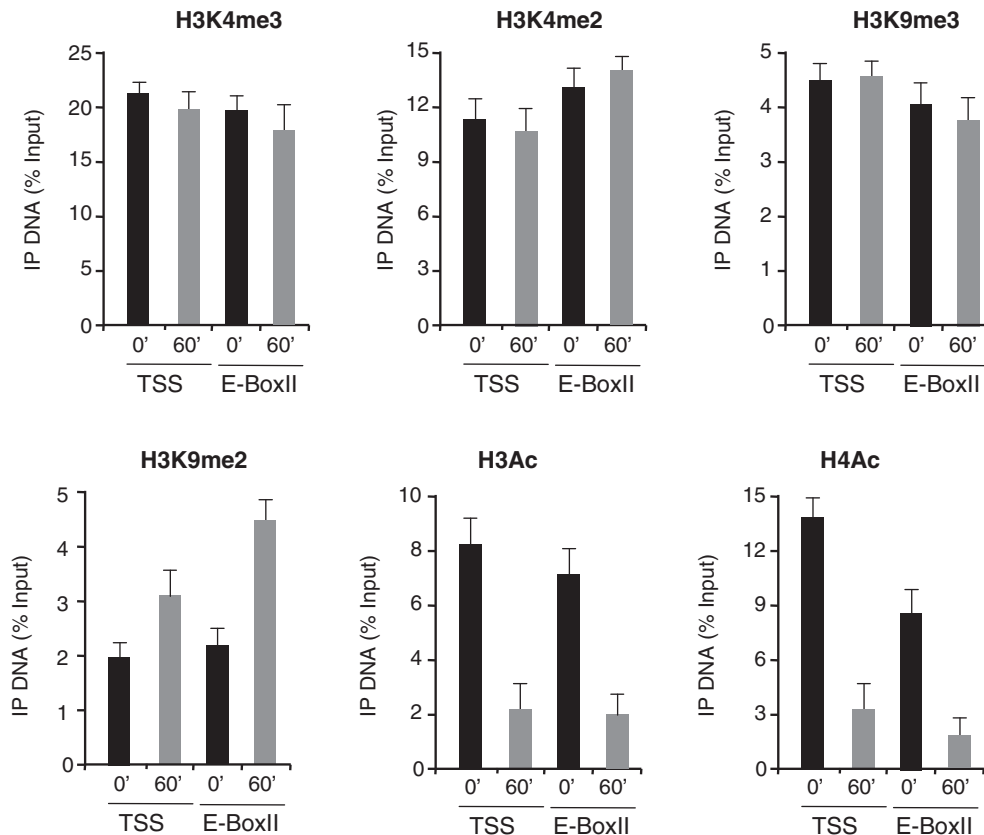 H3K4me3
IP DNA (% Input)
25
20
15
10
5
0
0' 60' 0' 60'
TSS E-BoxII
H3K4me2
IP DNA (% Input)
15
12
9
6
3
0
0' 60' 0' 60'
TSS E-BoxII
H3K9me3
IP DNA (% Input)
5
4
3
2
1
0
0' 60' 0' 60'
TSS E-BoxII
H3K9me2
IP DNA (% Input)
5
4
3
2
1
0
0' 60' 0' 60'
TSS E-BoxII
H3Ac
IP DNA (% Input)
10
8
6
4
2
0
0' 60' 0' 60'
TSS E-BoxII
H4Ac
IP DNA (% Input)
15
13
9
6
3
0
0' 60' 0' 60'
TSS E-BoxII